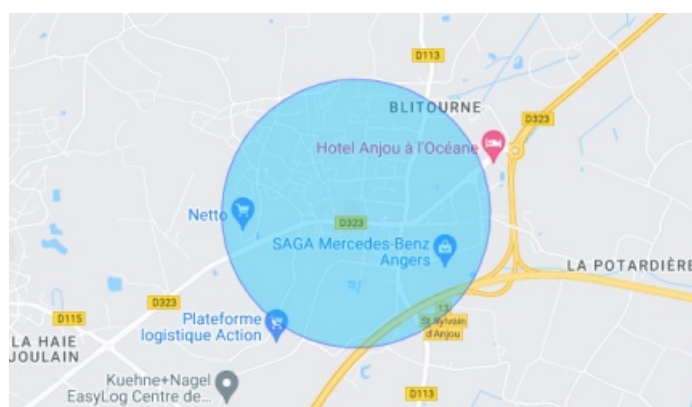 D113
BLITOURNE
D323
Hotel Anjou à l'Océane
Netto
D323
SAGA Mercedes-Benz
Angers
LA POTARDIÈRE
D323
D115
Plateforme
logistique Action
13
St Sylvain
d'Anjou
LA HAIE
JOULAIN
Kuehne+Nagel
EasyLog Centre de...
D113